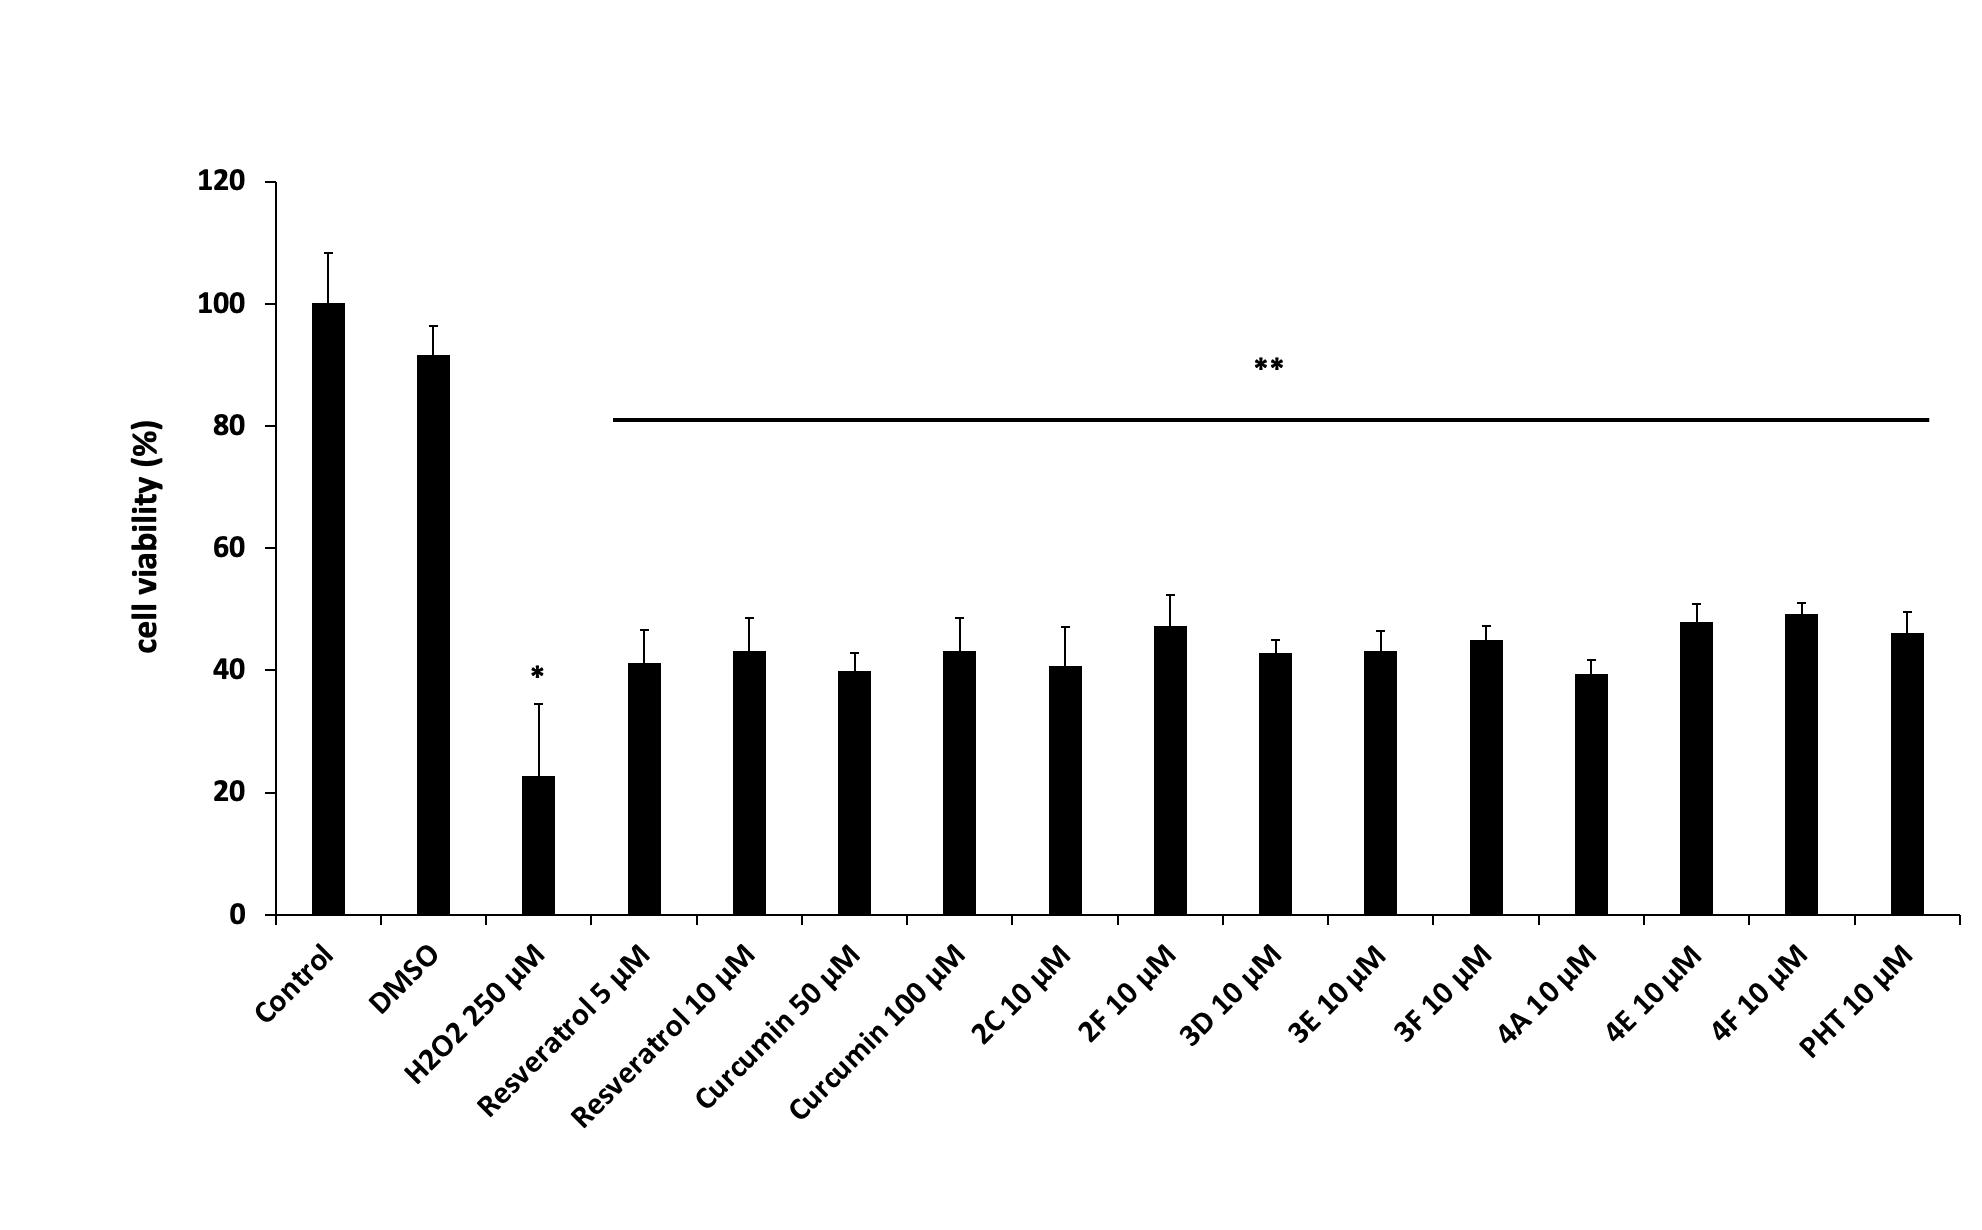 120
100
80
60
40
20
0
cell viability (%)
*
**
Control
DMSO
H2O2 250 µM
Resveratrol 5 µM
Resveratrol 10 µM
Curcumin 50 µM
Curcumin 100 µM
2C 10 µM
2F 10 µM
3D 10 µM
3E 10 µM
3F 10 µM
4A 10 µM
4E 10 µM
4F 10 µM
PHT 10 µM